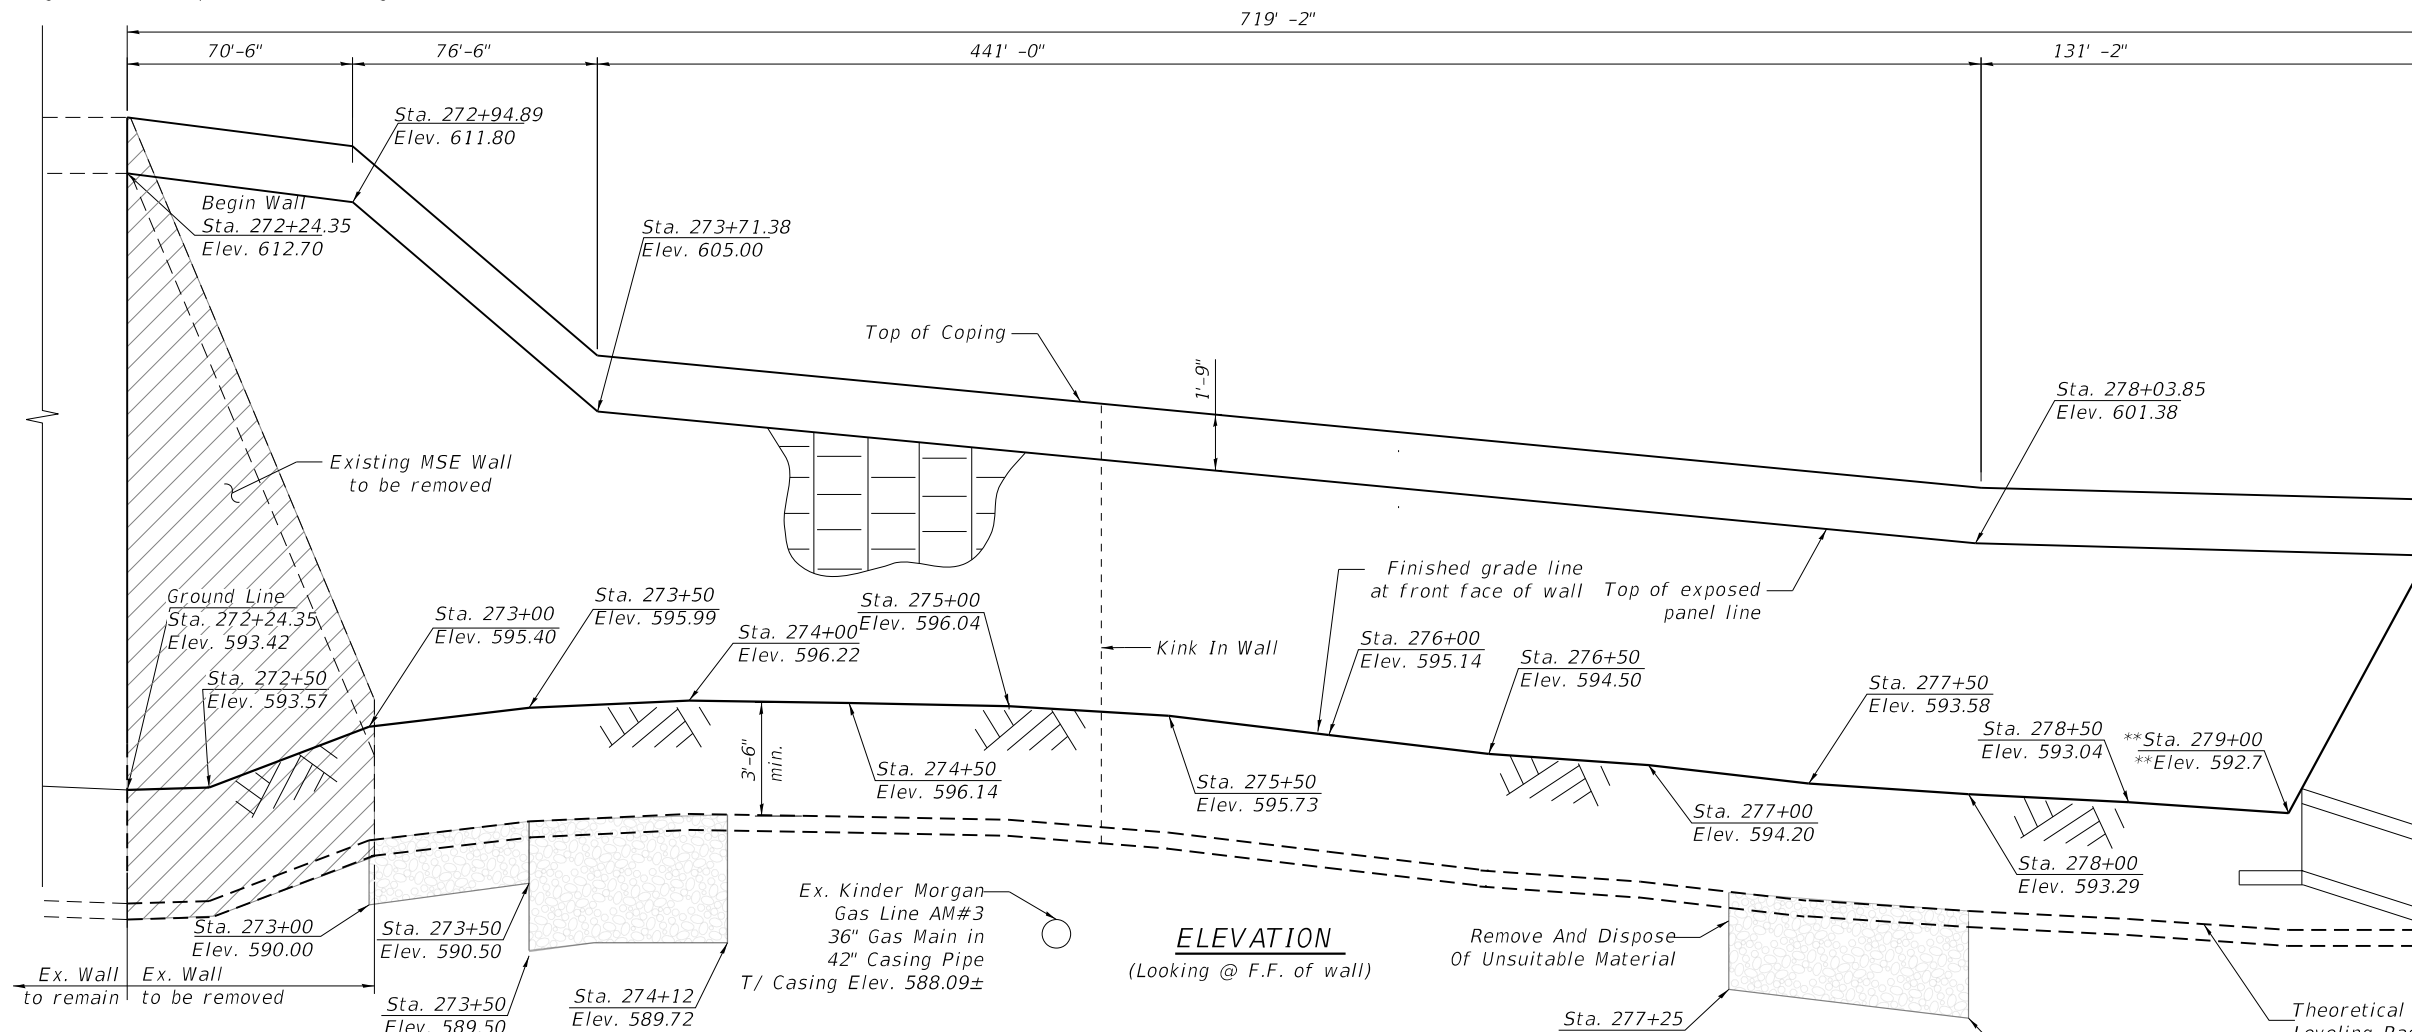 719' -2"
70'-6"
76'-6"
441' -0"
131' -2"
Sta. 272+94.89
Elev. 611.80
Begin Wall
Sta. 272+24.35
Elev. 612.70
Sta. 273+71.38
Elev. 605.00
Top of Coping
1'-9"
Sta. 278+03.85
Elev. 601.38
Existing MSE Wall
to be removed
Finished grade line
at front face of wall
Top of exposed
panel line
Ground Line
Sta. 272+24.35
Elev. 593.42
Sta. 272+50
Elev. 593.57
Sta. 273+00
Elev. 595.40
Sta. 273+50
Elev. 595.99
Sta. 274+00
Elev. 596.22
Sta. 275+00
Elev. 596.04
Kink In Wall
Sta. 276+00
Elev. 595.14
Sta. 276+50
Elev. 594.50
Sta. 277+50
Elev. 593.58
Sta. 278+50
Elev. 593.04
**Sta. 279+00
**Elev. 592.7
3'-6"
min.
Sta. 274+50
Elev. 596.14
Sta. 275+50
Elev. 595.73
Sta. 277+00
Elev. 594.20
Sta. 278+00
Elev. 593.29
Sta. 273+00
Elev. 590.00
Sta. 273+50
Elev. 590.50
Ex. Kinder Morgan
Gas Line AM#3
36" Gas Main in
42" Casing Pipe
T/ Casing Elev. 588.09±
ELEVATION
(Looking @ F.F. of wall)
Remove And Dispose
Of Unsuitable Material
Ex. Wall
to remain
Ex. Wall
to be removed
Sta. 273+50
Elev. 589.50
Sta. 274+12
Elev. 589.72
Sta. 277+25
Theoretical
Leveling Pad